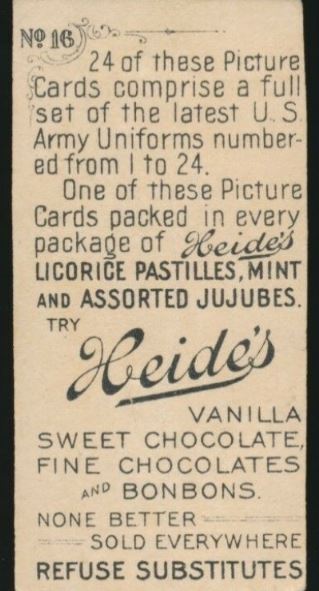 No 16
24 of these Picture
Cards comprise a full
set of the latest U.S.
Army Uniforms number-
ed from 1 to 24.
One of these Picture
Cards packed in every
package of Heide's
LICORICE PASTILLES, MINT
AND ASSORTED JUJUBES.
TRY
Heide's
VANILLA
SWEET CHOCOLATE,
FINE CHOCOLATES
AND BONBONS.
NONE BETTER
SOLD EVERYWHERE
REFUSE SUBSTITUTES